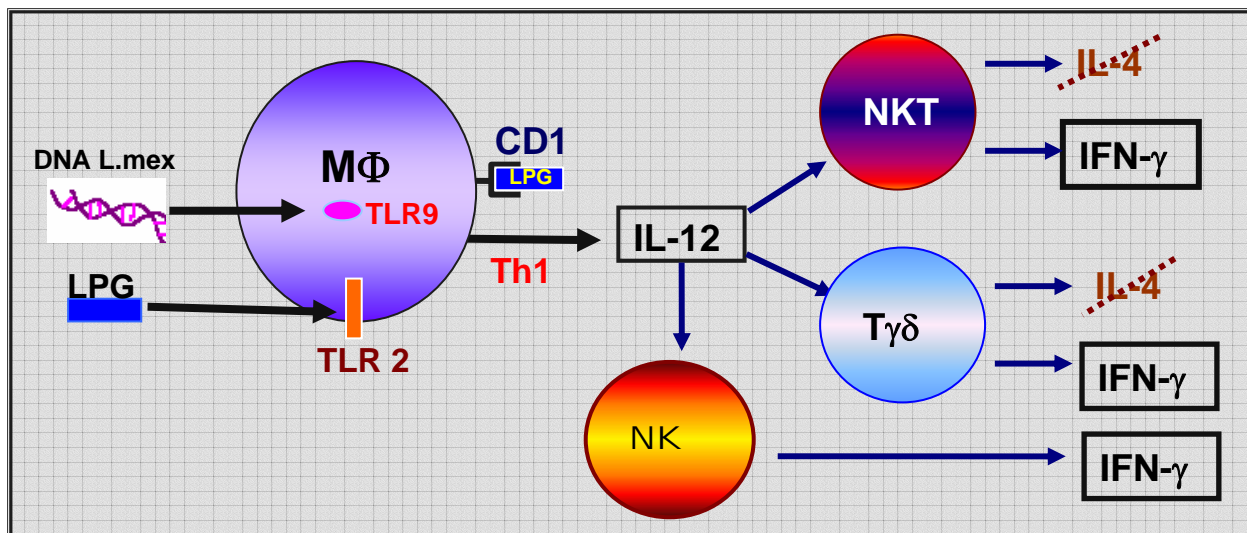 DNA L.mex
LPG
MΦ
TLR9
TLR 2
CD1
LPG
Th1
IL-12
NKT
IL-4
IFN-γ
Tγδ
IL-4
IFN-γ
NK
IFN-γ